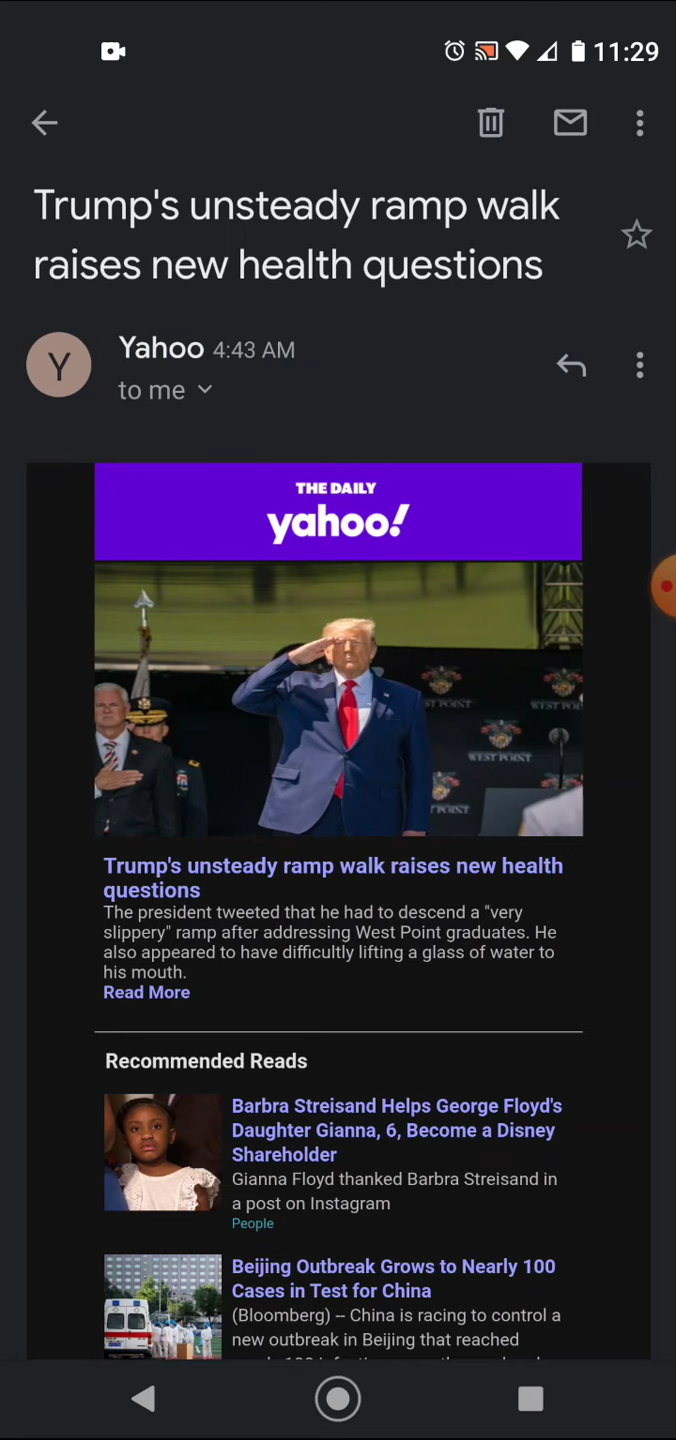 11:29
Trump's unsteady ramp walk
raises new health questions
Y
Yahoo 4:43 AM
to me
THE DAILY
yahoo!
WEST POINT
WEST POINT
WEST POINT
Trump's unsteady ramp walk raises new health
questions
The president tweeted that he had to descend a "very
slippery" ramp after addressing West Point graduates. He
also appeared to have difficultly lifting a glass of water to
his mouth.
Read More
Recommended Reads
Barbra Streisand Helps George Floyd's
Daughter Gianna, 6, Become a Disney
Shareholder
Gianna Floyd thanked Barbra Streisand in
a post on Instagram
People
Beijing Outbreak Grows to Nearly 100
Cases in Test for China
(Bloomberg) -- China is racing to control a
new outbreak in Beijing that reached